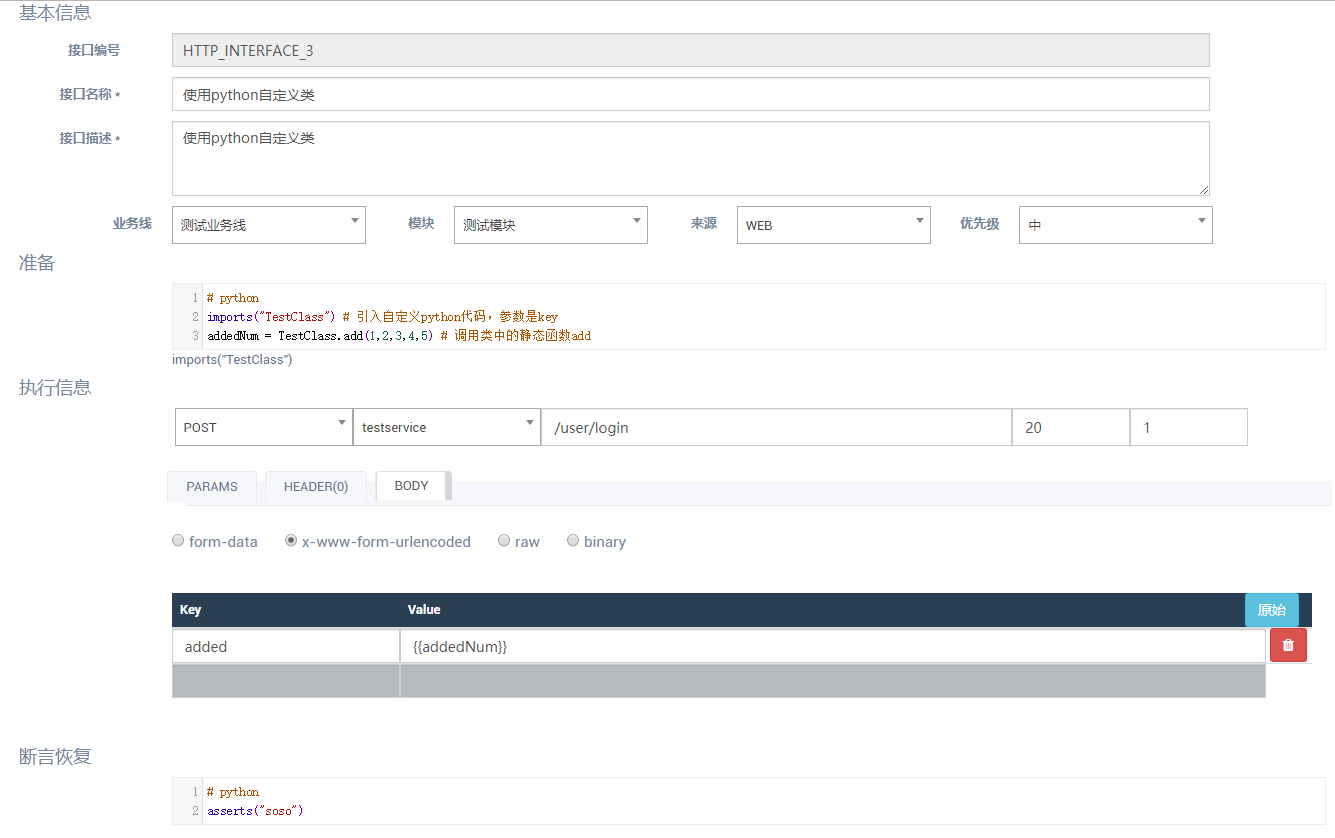 基本信息
接口编号 HTTP_INTERFACE_3
接口名称 * 使用python自定义类
接口描述 * 使用python自定义类
业务线 测试业务线 模块 测试模块 来源 WEB 优先级 中
准备
1 # python
2 imports("TestClass") # 引入自定义python代码，参数是key
3 addedNum = TestClass.add(1,2,3,4,5) # 调用类中的静态函数add
imports("TestClass")
执行信息
POST testservice /user/login 20 1
PARAMS HEADER(0) BODY
form-data x-www-form-urlencoded raw binary
Key Value 原始
added {{addedNum}}
断言恢复
1 # python
2 asserts("soso")